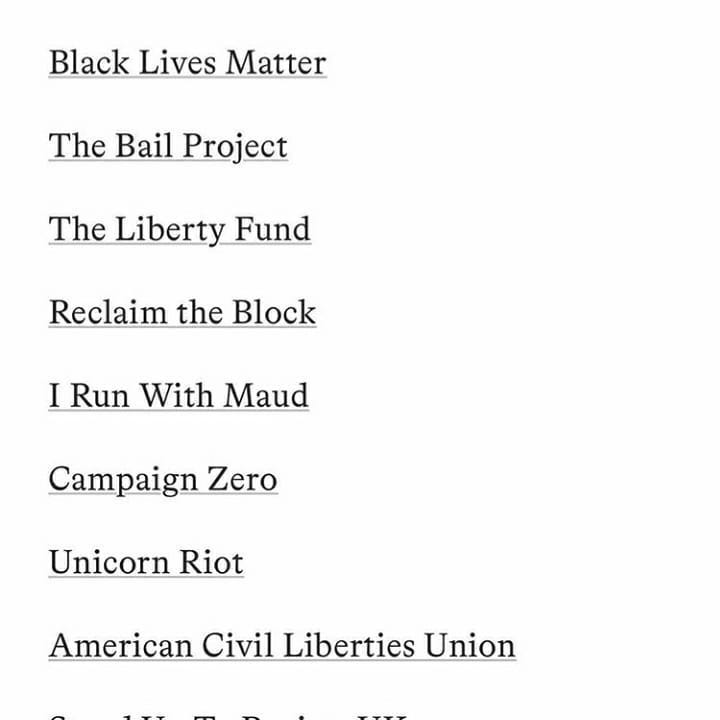 Black Lives Matter
The Bail Project
The Liberty Fund
Reclaim the Block
I Run With Maud
Campaign Zero
Unicorn Riot
American Civil Liberties Union